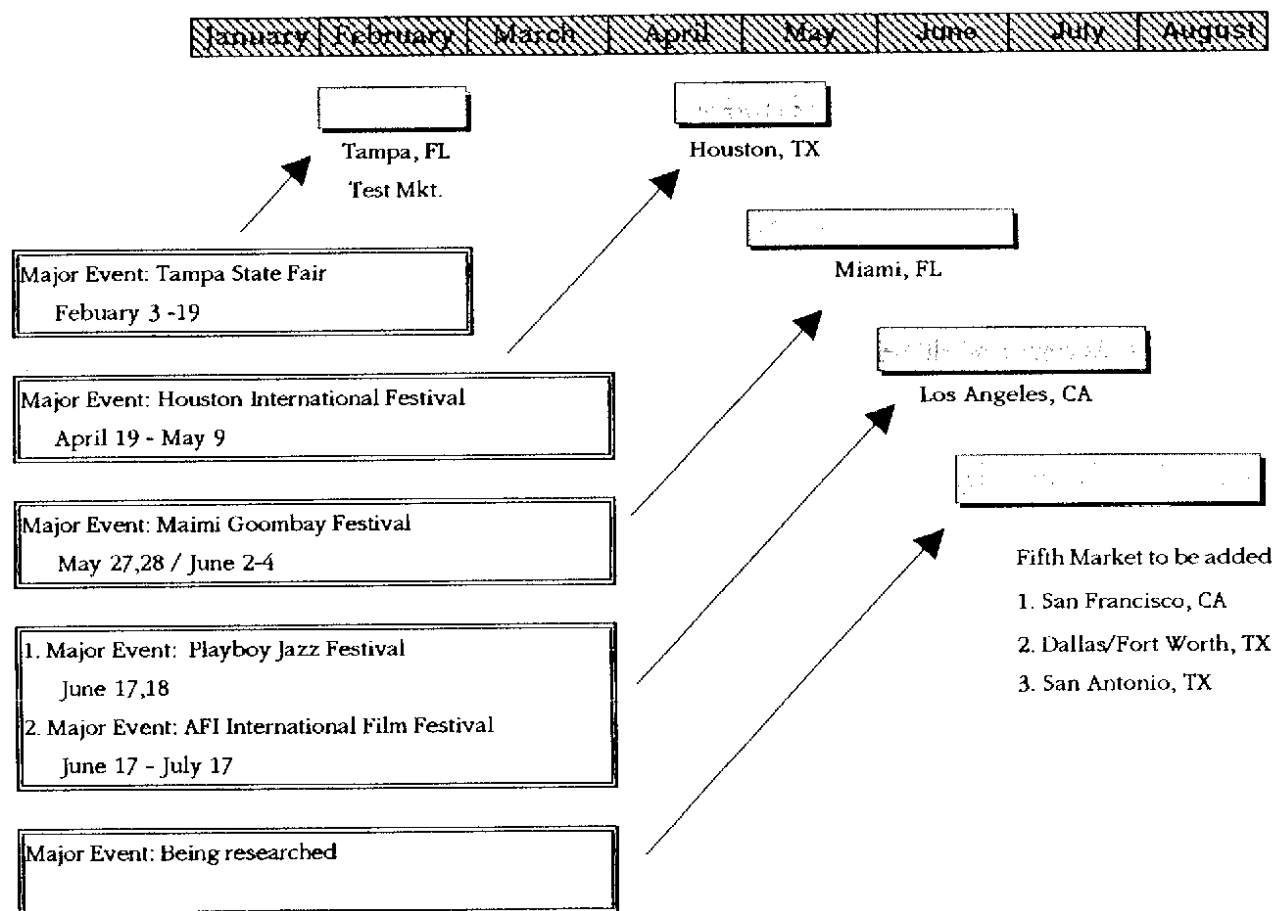 January February March April May June July August
Tampa, FL
Test Mkt.
Houston, TX
Miami, FL
Los Angeles, CA
Fifth Market to be added
1. San Francisco, CA
2. Dallas/Fort Worth, TX
3. San Antonio, TX
Major Event: Tampa State Fair
Febuary 3 -19
Major Event: Houston International Festival
April 19 - May 9
Major Event: Maimi Goombay Festival
May 27,28 / June 2-4
1. Major Event: Playboy Jazz Festival
June 17,18
2. Major Event: AFI International Film Festival
June 17 - July 17
Major Event: Being researched